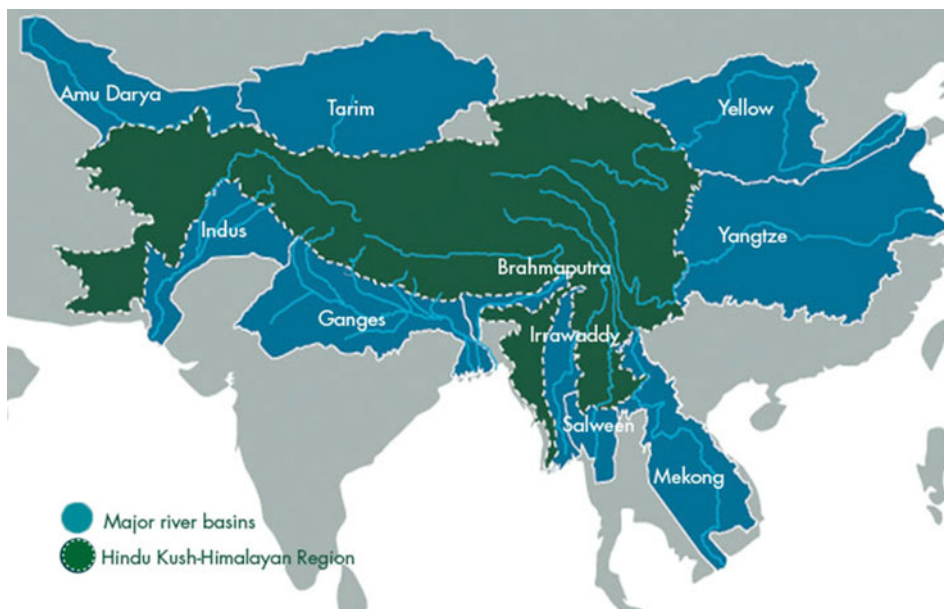 Amu Darya
Tarim
Yellow
Indus
Yangtze
Brahmaputra
Ganges
Irrawaddy
Salween
Mekong
Major river basins
Hindu Kush-Himalayan Region